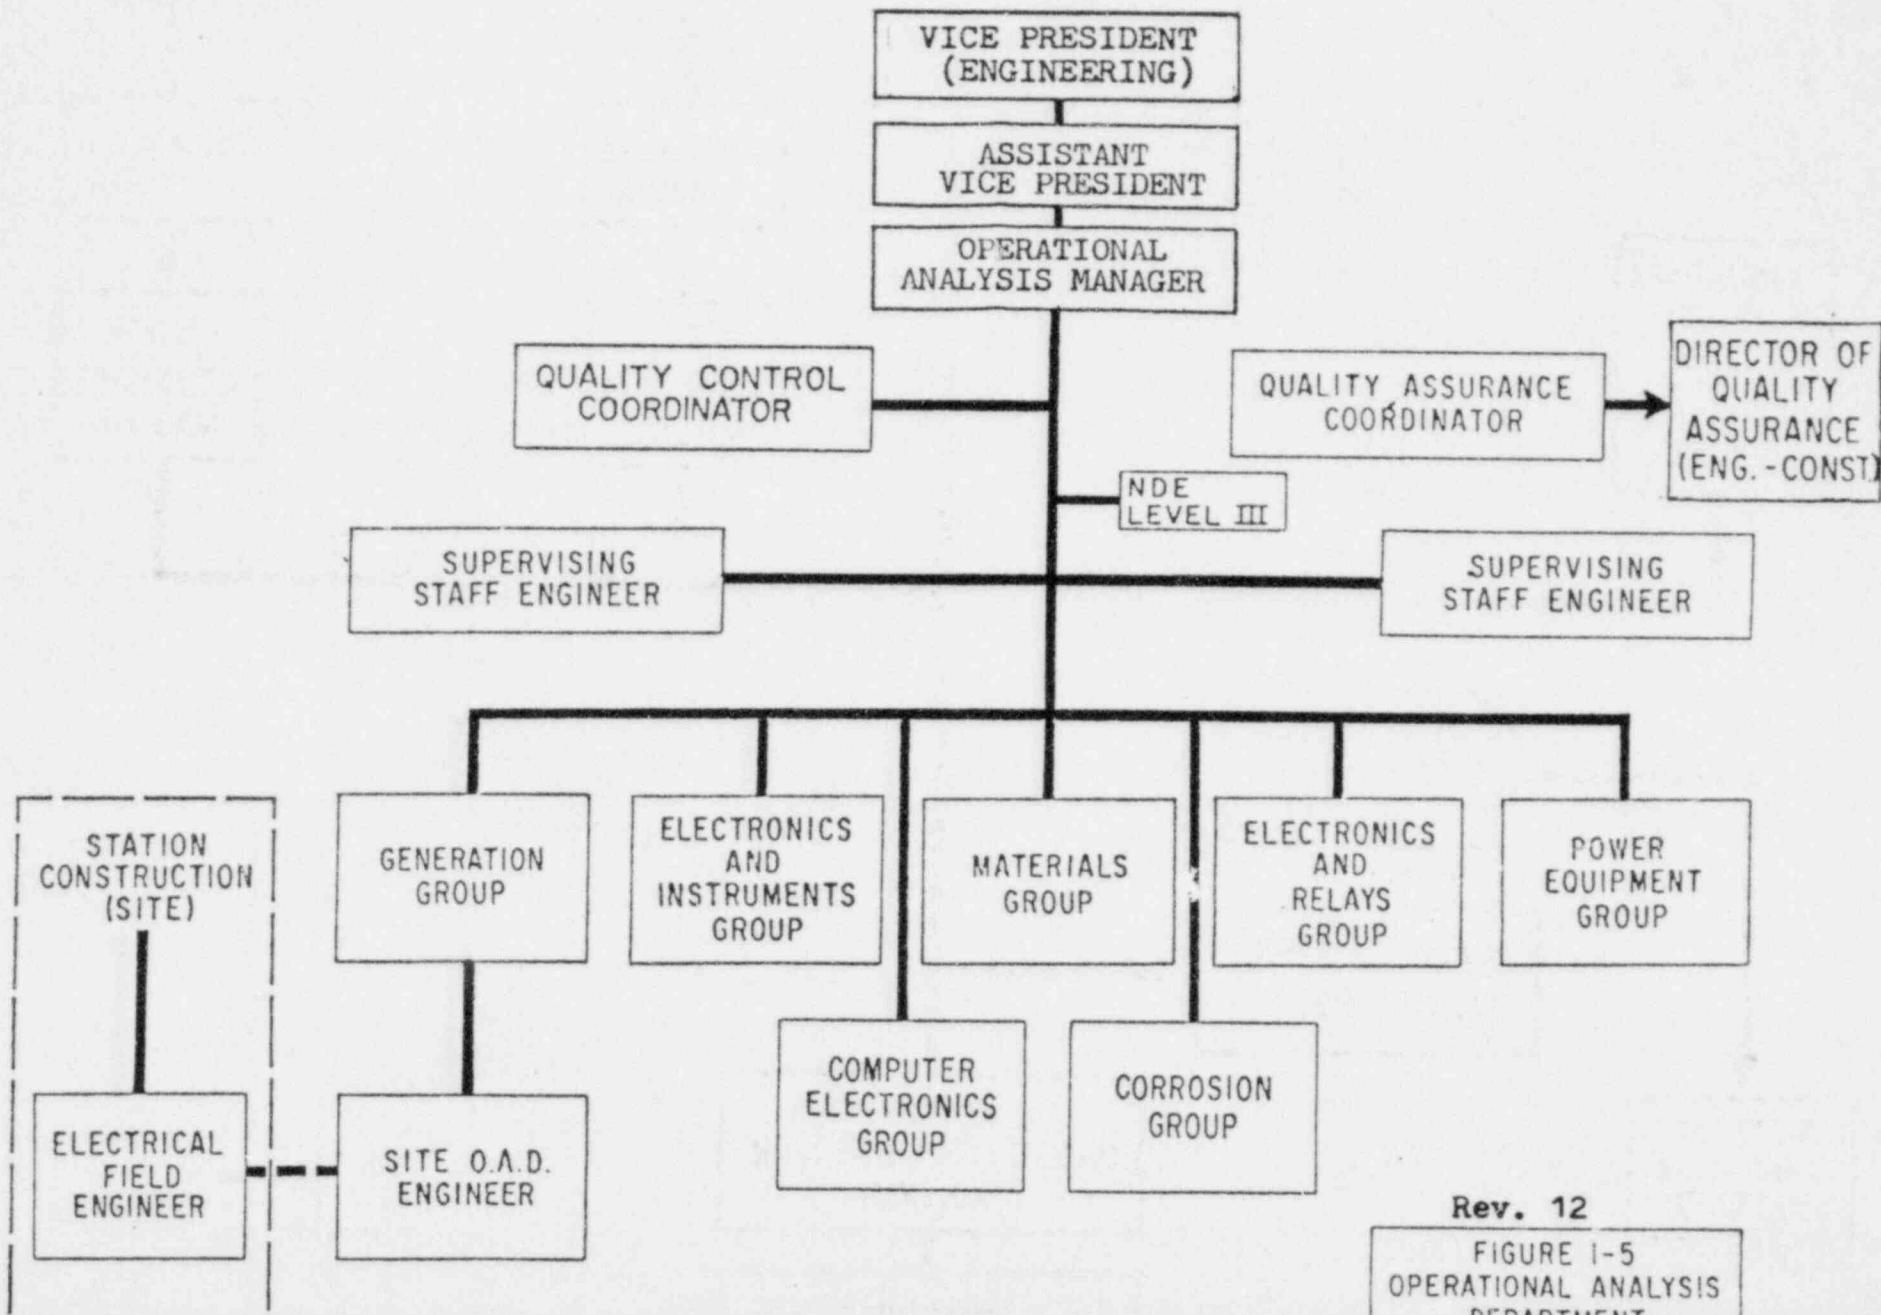 VICE PRESIDENT
(ENGINEERING)
ASSISTANT
VICE PRESIDENT
OPERATIONAL
ANALYSIS MANAGER
QUALITY CONTROL
COORDINATOR
QUALITY ASSURANCE
COORDINATOR
DIRECTOR OF
QUALITY
ASSURANCE
(ENG.-CONST.)
NDE
LEVEL III
SUPERVISING
STAFF ENGINEER
SUPERVISING
STAFF ENGINEER
STATION
CONSTRUCTION
(SITE)
GENERATION
GROUP
ELECTRONICS
AND
INSTRUMENTS
GROUP
MATERIALS
GROUP
ELECTRONICS
AND
RELAYS
GROUP
POWER
EQUIPMENT
GROUP
ELECTRICAL
FIELD
ENGINEER
SITE O.A.D.
ENGINEER
COMPUTER
ELECTRONICS
GROUP
CORROSION
GROUP
Rev. 12
FIGURE 1-5
OPERATIONAL ANALYSIS
DEPARTMENT